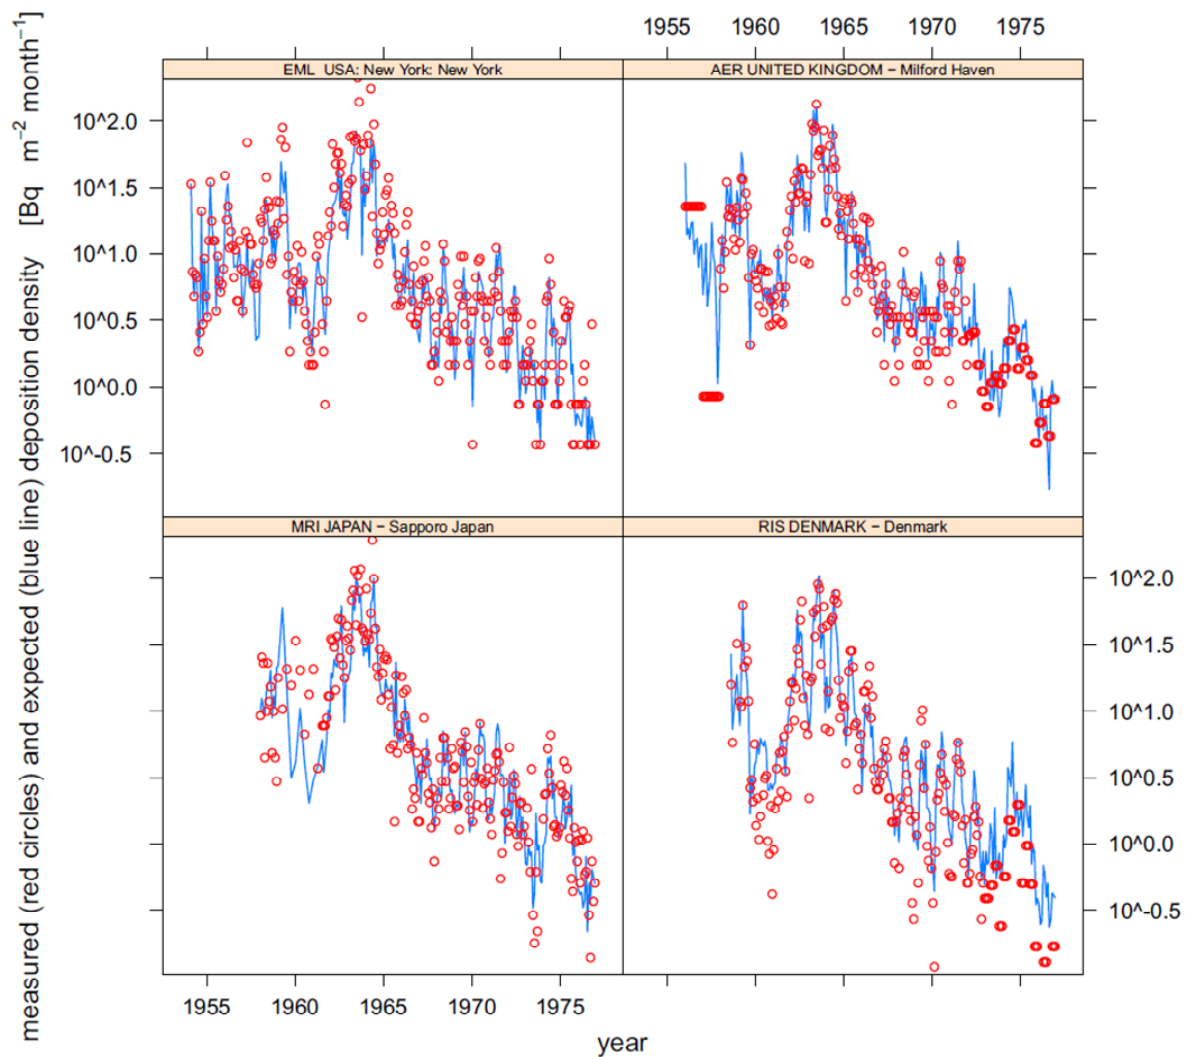 measured (red circles) and expected (blue line) deposition density [Bq m−2 month−1]
1955 1960 1965 1970 1975
EML USA: New York: New York
AER UNITED KINGDOM − Milford Haven
10^2.0
10^1.5
10^1.0
10^0.5
10^0.0
10^-0.5
MRI JAPAN − Sapporo Japan
RIS DENMARK − Denmark
10^2.0
10^1.5
10^1.0
10^0.5
10^0.0
10^-0.5
1955 1960 1965 1970 1975
year